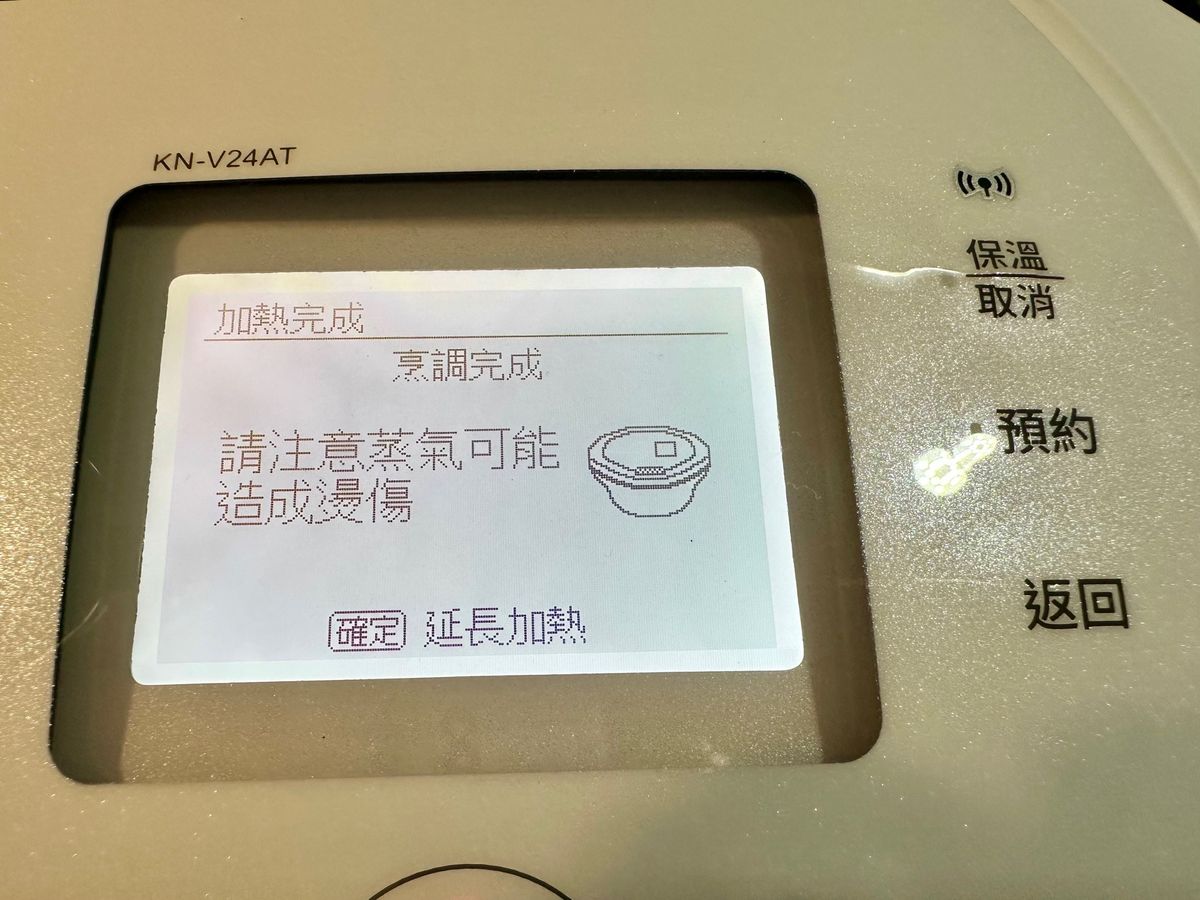 KN-V24AT
加熱完成
烹調完成
請注意蒸氣可能
造成燙傷
確定 延長加熱
保溫
取消
預約
返回